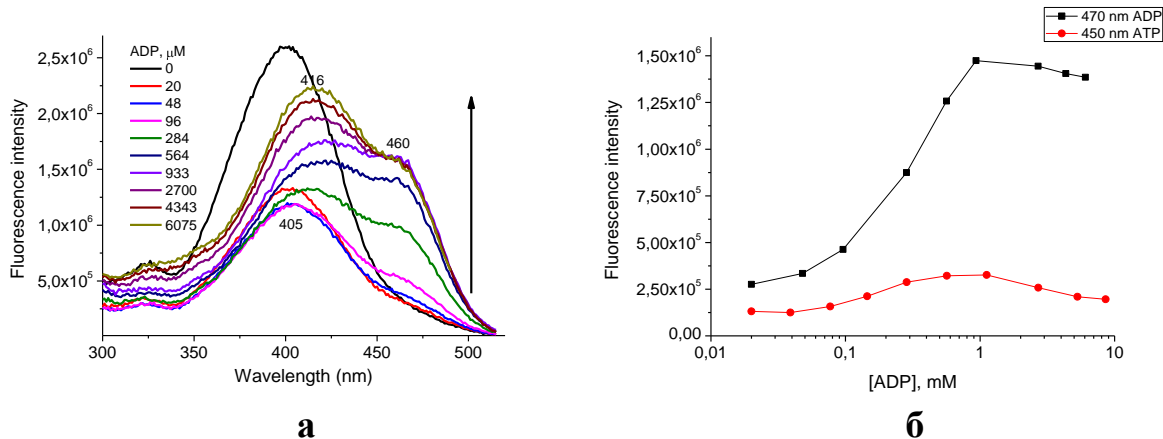 ADP, µM
0
20
48
96
284
564
933
2700
4343
6075
416
460
405
2,5x10⁶
2,0x10⁶
1,5x10⁶
1,0x10⁶
5,0x10⁵
Fluorescence intensity
300 350 400 450 500
Wavelength (nm)
а
470 nm ADP
450 nm ATP
1,50x10⁶
1,25x10⁶
1,00x10⁶
7,50x10⁵
5,00x10⁵
2,50x10⁵
0,00
Fluorescence intensity
0,01 0,1 1 10
[ADP], mM
б